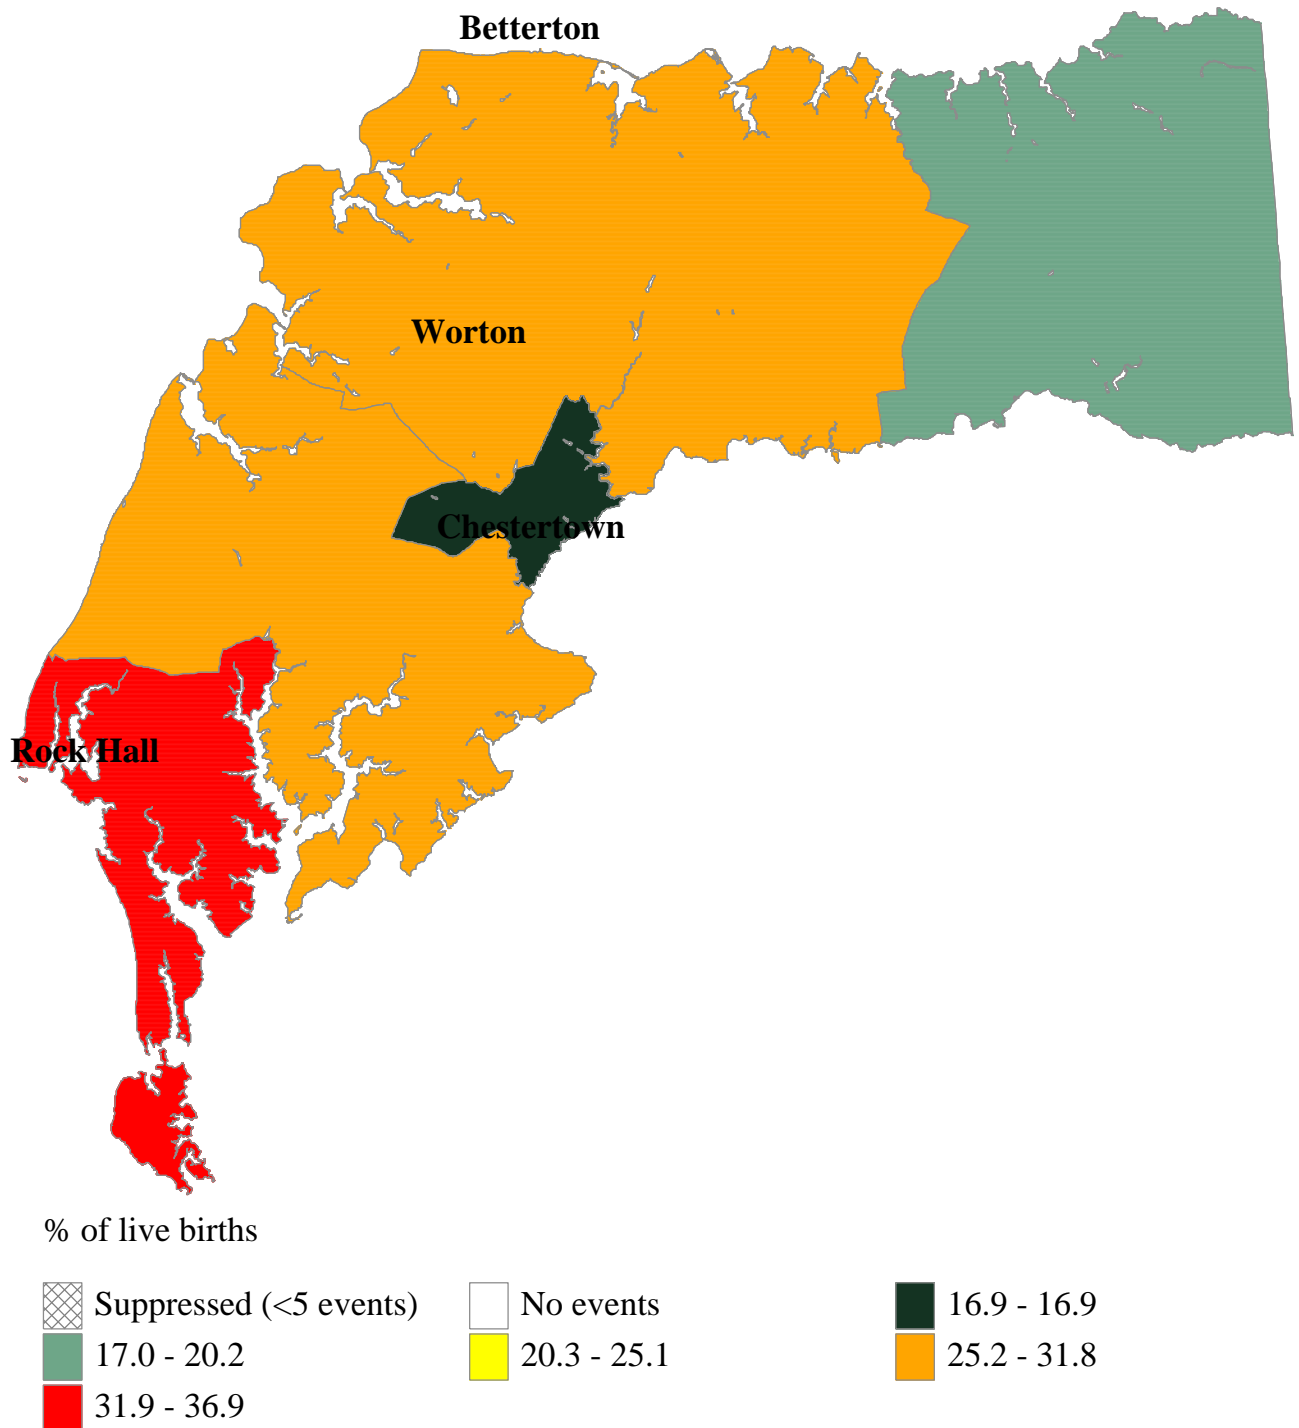 Betterton
Worton
Chestertown
Rock Hall
% of live births
Suppressed (<5 events)
No events
16.9 - 16.9
17.0 - 20.2
20.3 - 25.1
25.2 - 31.8
31.9 - 36.9